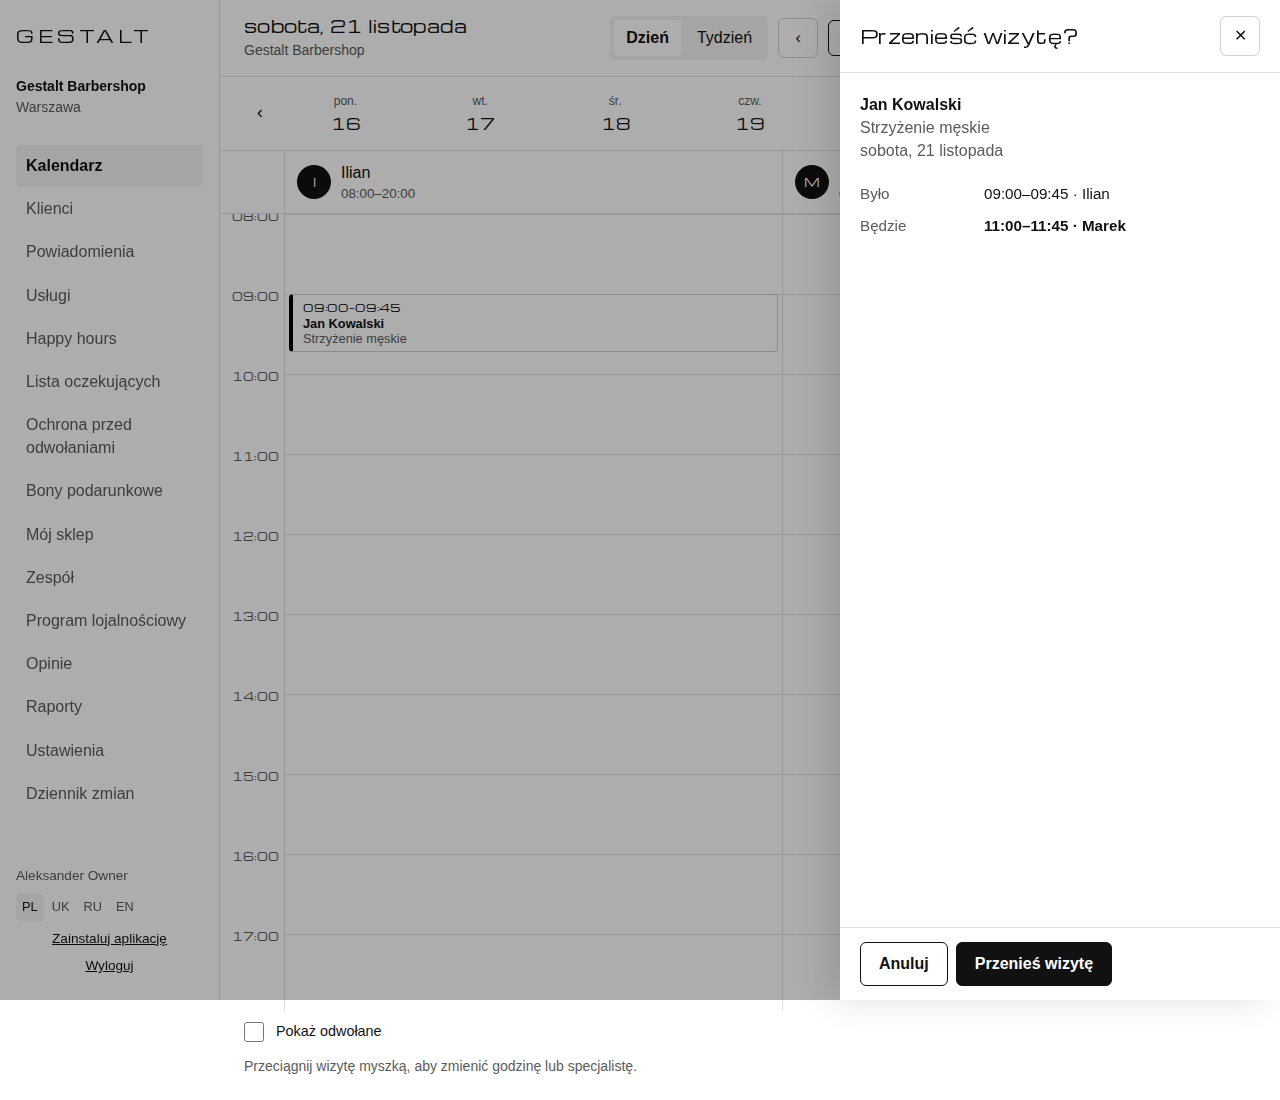 GESTALT
Gestalt Barbershop
Warszawa
Kalendarz
Klienci
Powiadomienia
Usługi
Happy hours
Lista oczekujących
Ochrona przed
odwołaniami
Bony podarunkowe
Mój sklep
Zespół
Program lojalnościowy
Opinie
Raporty
Ustawienia
Dziennik zmian
Aleksander Owner
PL UK RU EN
Zainstaluj aplikację
Wyloguj
sobota, 21 listopada
Gestalt Barbershop
Dzień Tydzień ‹
‹ pon. wt. śr. czw.
16 17 18 19
I Ilian M
08:00–20:00
08:00
09:00
09:00-09:45
Jan Kowalski
Strzyżenie męskie
10:00
11:00
12:00
13:00
14:00
15:00
16:00
17:00
Pokaż odwołane
Przeciągnij wizytę myszką, aby zmienić godzinę lub specjalistę.
Przenieść wizytę? ✕
Jan Kowalski
Strzyżenie męskie
sobota, 21 listopada
Było 09:00–09:45 · Ilian
Będzie 11:00–11:45 · Marek
Anuluj Przenieś wizytę